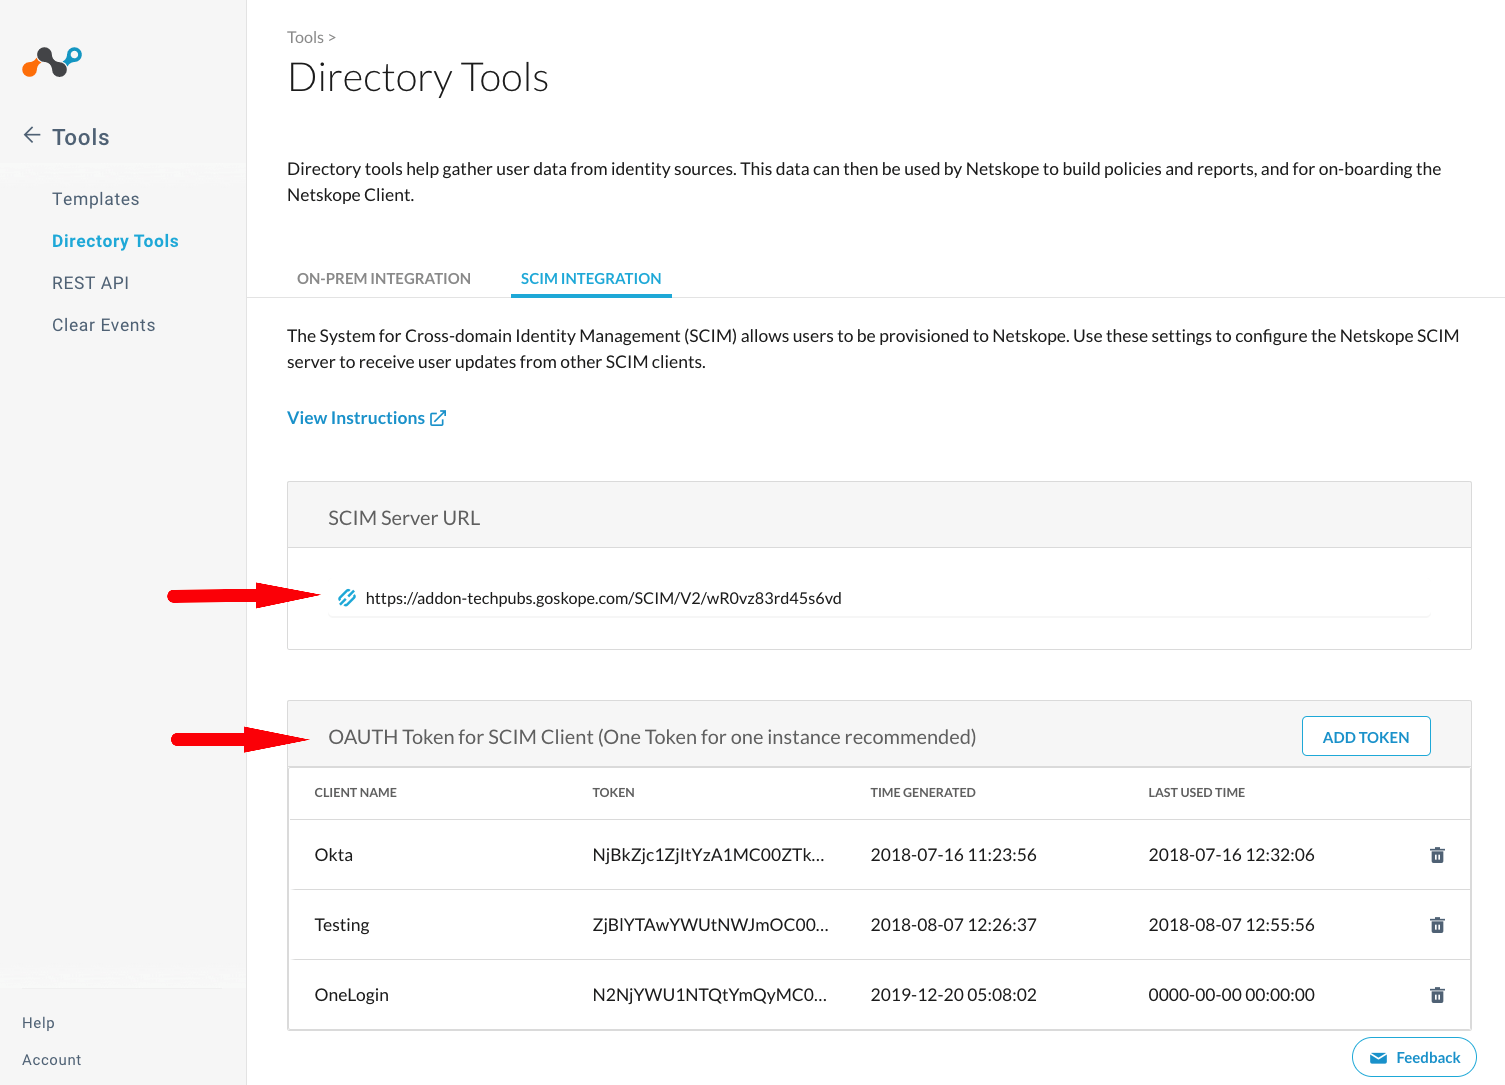 Tools
Templates
Directory Tools
REST API
Clear Events
Help
Account
Tools >
Directory Tools
Directory tools help gather user data from identity sources. This data can then be used by Netskope to build policies and reports, and for on-boarding the
Netskope Client.
ON-PREM INTEGRATION SCIM INTEGRATION
The System for Cross-domain Identity Management (SCIM) allows users to be provisioned to Netskope. Use these settings to configure the Netskope SCIM
server to receive user updates from other SCIM clients.
View Instructions
SCIM Server URL
https://addon-techpubs.goskope.com/SCIM/V2/wR0vz83rd45s6vd
OAUTH Token for SCIM Client (One Token for one instance recommended) ADD TOKEN
CLIENT NAME TOKEN TIME GENERATED LAST USED TIME
Okta NjBkZjc1ZjItYzA1MC00ZTk... 2018-07-16 11:23:56 2018-07-16 12:32:06
Testing ZjBlYTAwYWUtNWJmOC00... 2018-08-07 12:26:37 2018-08-07 12:55:56
OneLogin N2NjYWU1NTQtYmQyMC0... 2019-12-20 05:08:02 0000-00-00 00:00:00
Feedback